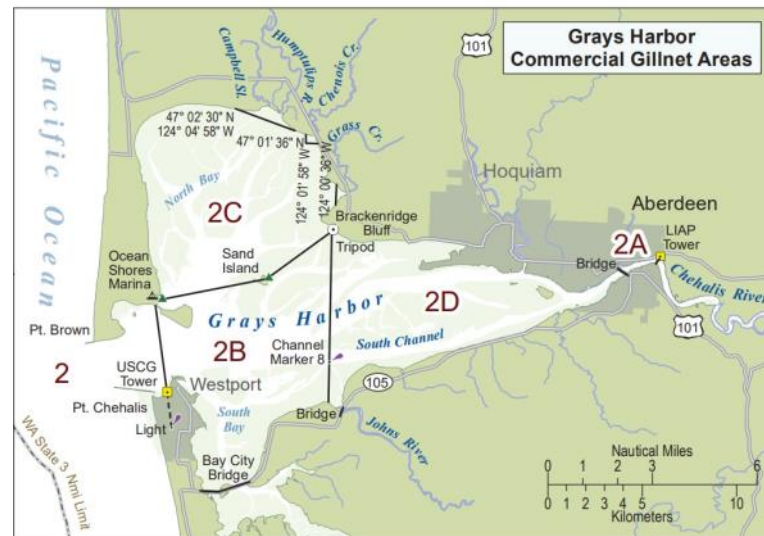 Grays Harbor
Commercial Gillnet Areas
Pacific Ocean
Campbell Sl.
Humptulips R.
Chenois Cr.
Grass Cr.
101
47° 02' 30" N
124° 04' 58" W
47° 01' 36" N
124° 01' 58" W
124° 00' 36" W
North Bay
2C
Hoquiam
Aberdeen
Brackenridge
Bluff
Tripod
2A
LIAP
Tower
Bridge
Chehalis River
Ocean
Shores
Marina
Sand
Island
2D
Grays Harbor
101
Pt. Brown
2
2B
Channel
Marker 8
South Channel
USCG
Tower
Westport
105
Pt. Chehalis
Light
South
Bay
Bridge
Johns River
Bay City
Bridge
WA State 3 Nmi Limit
Nautical Miles
0 1 2 3 6
0 1 2 3 4 5 10
Kilometers